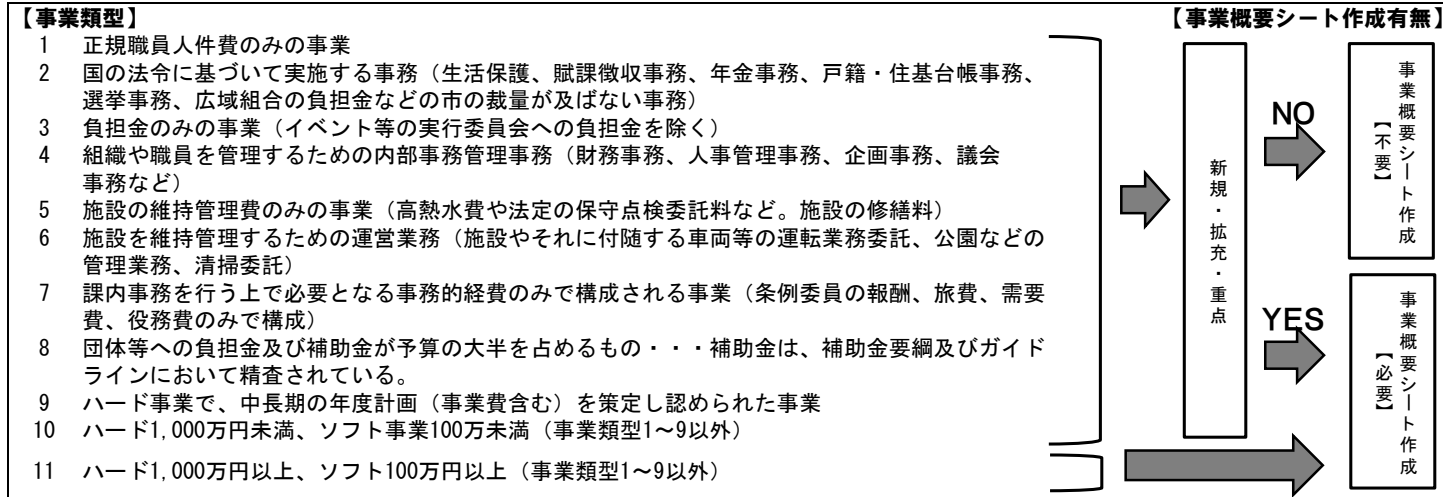 【事業類型】
【事業概要シート作成有無】
1 正規職員人件費のみの事業
2 国の法令に基づいて実施する事務（生活保護、賦課徴収事務、年金事務、戸籍・住基台帳事務、
選挙事務、広域組合の負担金などの市の裁量が及ばない事務）
3 負担金のみの事業（イベント等の実行委員会への負担金を除く）
4 組織や職員を管理するための内部事務管理事務（財務事務、人事管理事務、企画事務、議会
事務など）
5 施設の維持管理費のみの事業（高熱水費や法定の保守点検委託料など。施設の修繕料）
6 施設を維持管理するための運営業務（施設やそれに付随する車両等の運転業務委託、公園などの
管理業務、清掃委託）
7 課内事務を行う上で必要となる事務的経費のみで構成される事業（条例委員の報酬、旅費、需要
費、役務費のみで構成）
8 団体等への負担金及び補助金が予算の大半を占めるもの・・・補助金は、補助金要綱及びガイド
ラインにおいて精査されている。
9 ハード事業で、中長期の年度計画（事業費含む）を策定し認められた事業
10 ハード1,000万円未満、ソフト事業100万未満（事業類型1～9以外）
11 ハード1,000万円以上、ソフト100万円以上（事業類型1～9以外）
新規・拡充・重点
NO
事業概要シート作成
【不要】
YES
事業概要シート作成
【必要】